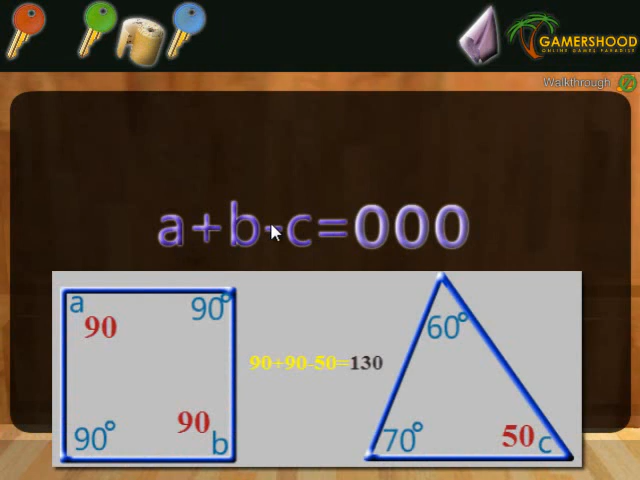 GAMERSHOOD
ONLINE GAMES PARADISE
Walkthrough
a+b-c=000
a 90°
90
60°
90+90-50=130
90
90° b
70° 50 c